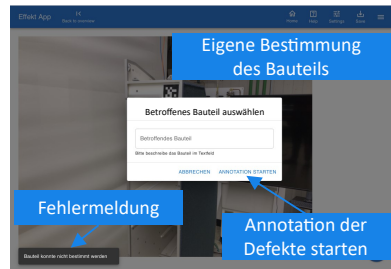 Effekt App
Back to overview
Home
Help
Settings
Save
Eigene Bestimmung
des Bauteils
Betroffenes Bauteil auswählen
Betroffendes Bauteil
Bitte beschreibe das Bauteil im Textfeld
ABBRECHEN ANNOTATION STARTEN
Fehlermeldung
Annotation der
Defekte starten
Bauteil konnte nicht bestimmt werden